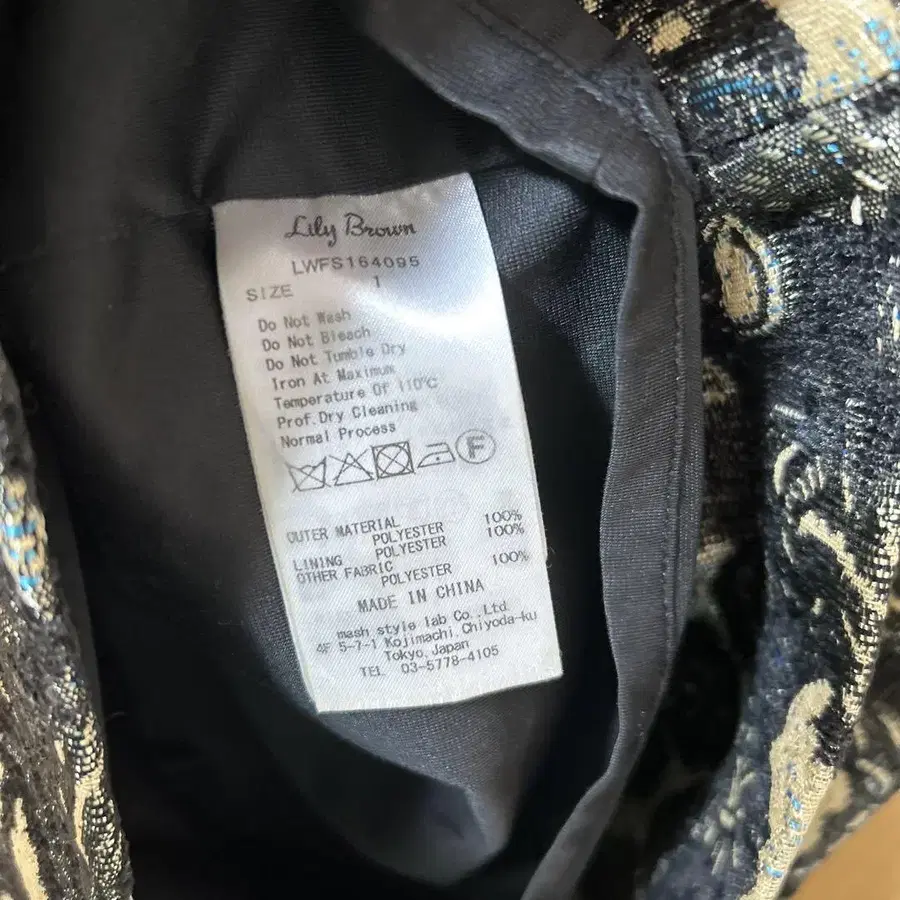 Lily Brown
LWFS164095
SIZE 1
Do Not Wash
Do Not Bleach
Do Not Tumble Dry
Iron At Maximum
Temperature Of 110°C
Prof.Dry Cleaning
Normal Process
F
OUTER MATERIAL
POLYESTER 100%
LINING POLYESTER 100%
OTHER FABRIC
POLYESTER 100%
MADE IN CHINA
mash style lab Co.,Ltd.
4F 5-7-1 Kojimachi,Chiyoda-ku
Tokyo,Japan
TEL 03-5778-4105